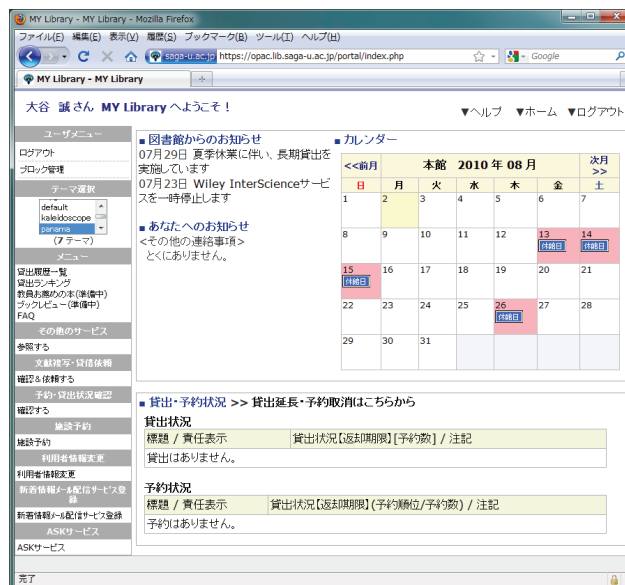 MY Library - MY Library - Mozilla Firefox
ファイル(F) 編集(E) 表示(V) 履歴(S) ブックマーク(B) ツール(T) ヘルプ(H)
saga-u.ac.jp https://opac.lib.saga-u.ac.jp/portal/index.php
Google
MY Library - MY Library
大谷 誠さん MY Library へようこそ！
▼ヘルプ ▼ホーム ▼ログアウト
ユーザメニュー
ログアウト
ブロック管理
テーマ選択
default
kaleidoscope
panama
(7 テーマ)
メニュー
貸出履歴一覧
貸出ランキング
教員お薦めの本(準備中)
ブックレビュー(準備中)
FAQ
その他のサービス
参照する
文献複写・貸借依頼
確認&依頼する
予約・貸出状況確認
確認する
施設予約
施設予約
利用者情報変更
利用者情報変更
新着情報メール配信サービス登
録
新着情報メール配信サービス登録
ASKサービス
ASKサービス
■ 図書館からのお知らせ
07月29日 夏季休業に伴い、長期貸出を
実施しています
07月23日 Wiley InterScienceサービ
スを一時停止します
■ あなたへのお知らせ
<その他の連絡事項>
とくにありません。
■ カレンダー
<<前月 本館 2010 年 08 月 次月
>>
日 月 火 水 木 金 土
1 2 3 4 5 6 7
8 9 10 11 12 13 14
休館日 休館日
15 16 17 18 19 20 21
休館日
22 23 24 25 26 27 28
休館日
29 30 31
■ 貸出・予約状況 >> 貸出延長・予約取消はこちらから
貸出状況
標題 / 責任表示 貸出状況【返却期限】[予約数] / 注記
貸出はありません。
予約状況
標題 / 責任表示 貸出状況【返却期限】(予約順位/予約数) / 注記
予約はありません。
完了